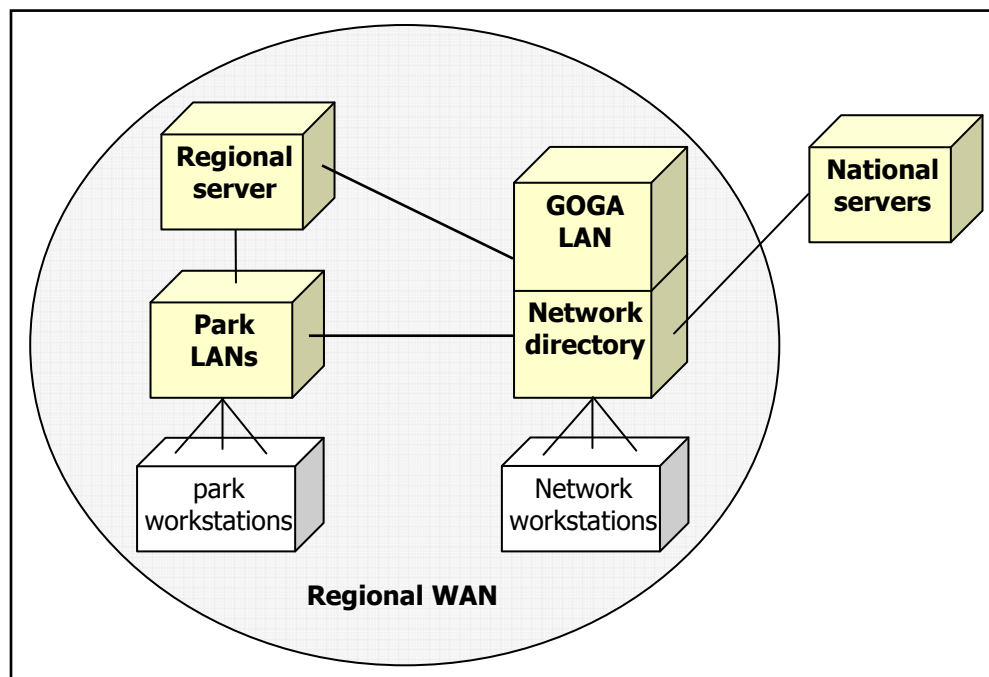 Regional
server
GOGA
LAN
National
servers
Park
LANs
Network
directory
park
workstations
Network
workstations
Regional WAN